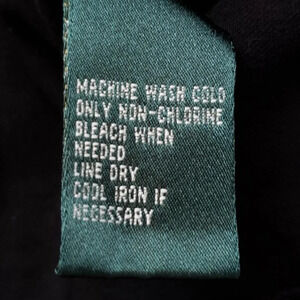 MACHINE WASH COLD
ONLY NON-CHLORINE
BLEACH WHEN
NEEDED
LINE DRY
COOL IRON IF
NECESSARY